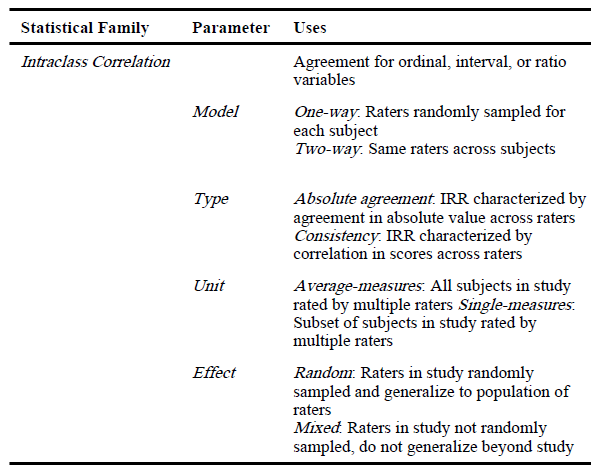 Statistical Family Parameter Uses
Intraclass Correlation Agreement for ordinal, interval, or ratio
variables
Model One-way: Raters randomly sampled for
each subject
Two-way: Same raters across subjects
Type Absolute agreement: IRR characterized by
agreement in absolute value across raters
Consistency: IRR characterized by
correlation in scores across raters
Unit Average-measures: All subjects in study
rated by multiple raters Single-measures:
Subset of subjects in study rated by
multiple raters
Effect Random: Raters in study randomly
sampled and generalize to population of
raters
Mixed: Raters in study not randomly
sampled, do not generalize beyond study